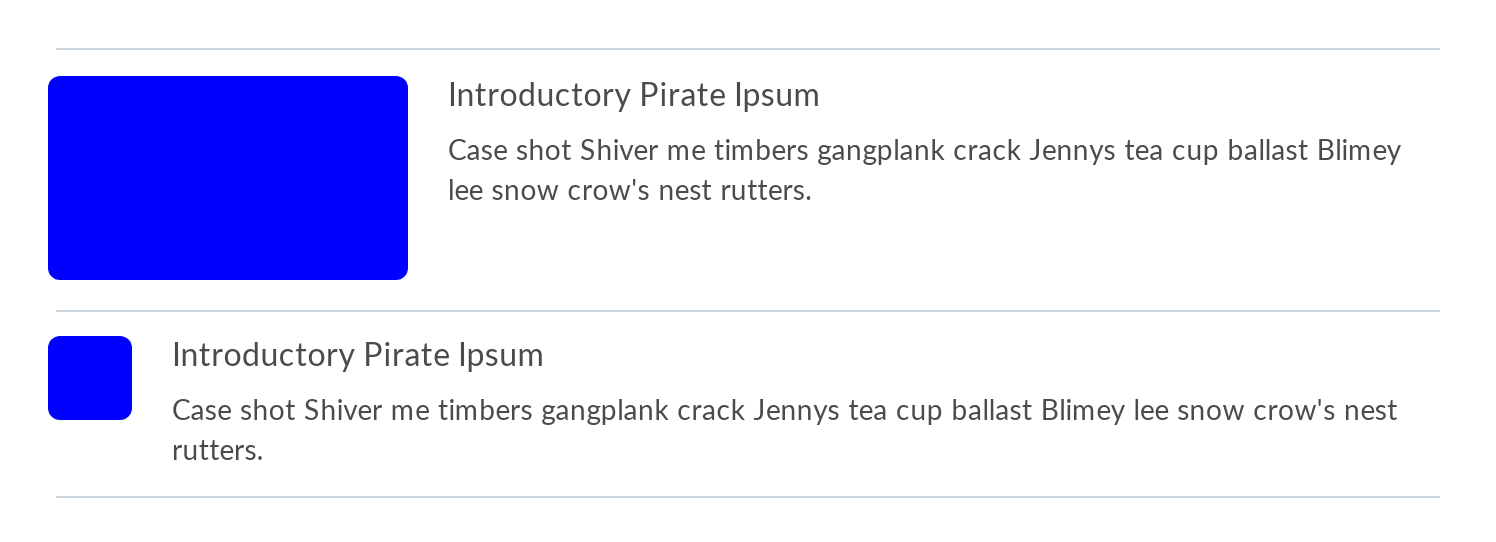 Introductory Pirate Ipsum
Case shot Shiver me timbers gangplank crack Jennys tea cup ballast Blimey
lee snow crow's nest rutters.
Introductory Pirate Ipsum
Case shot Shiver me timbers gangplank crack Jennys tea cup ballast Blimey lee snow crow's nest
rutters.